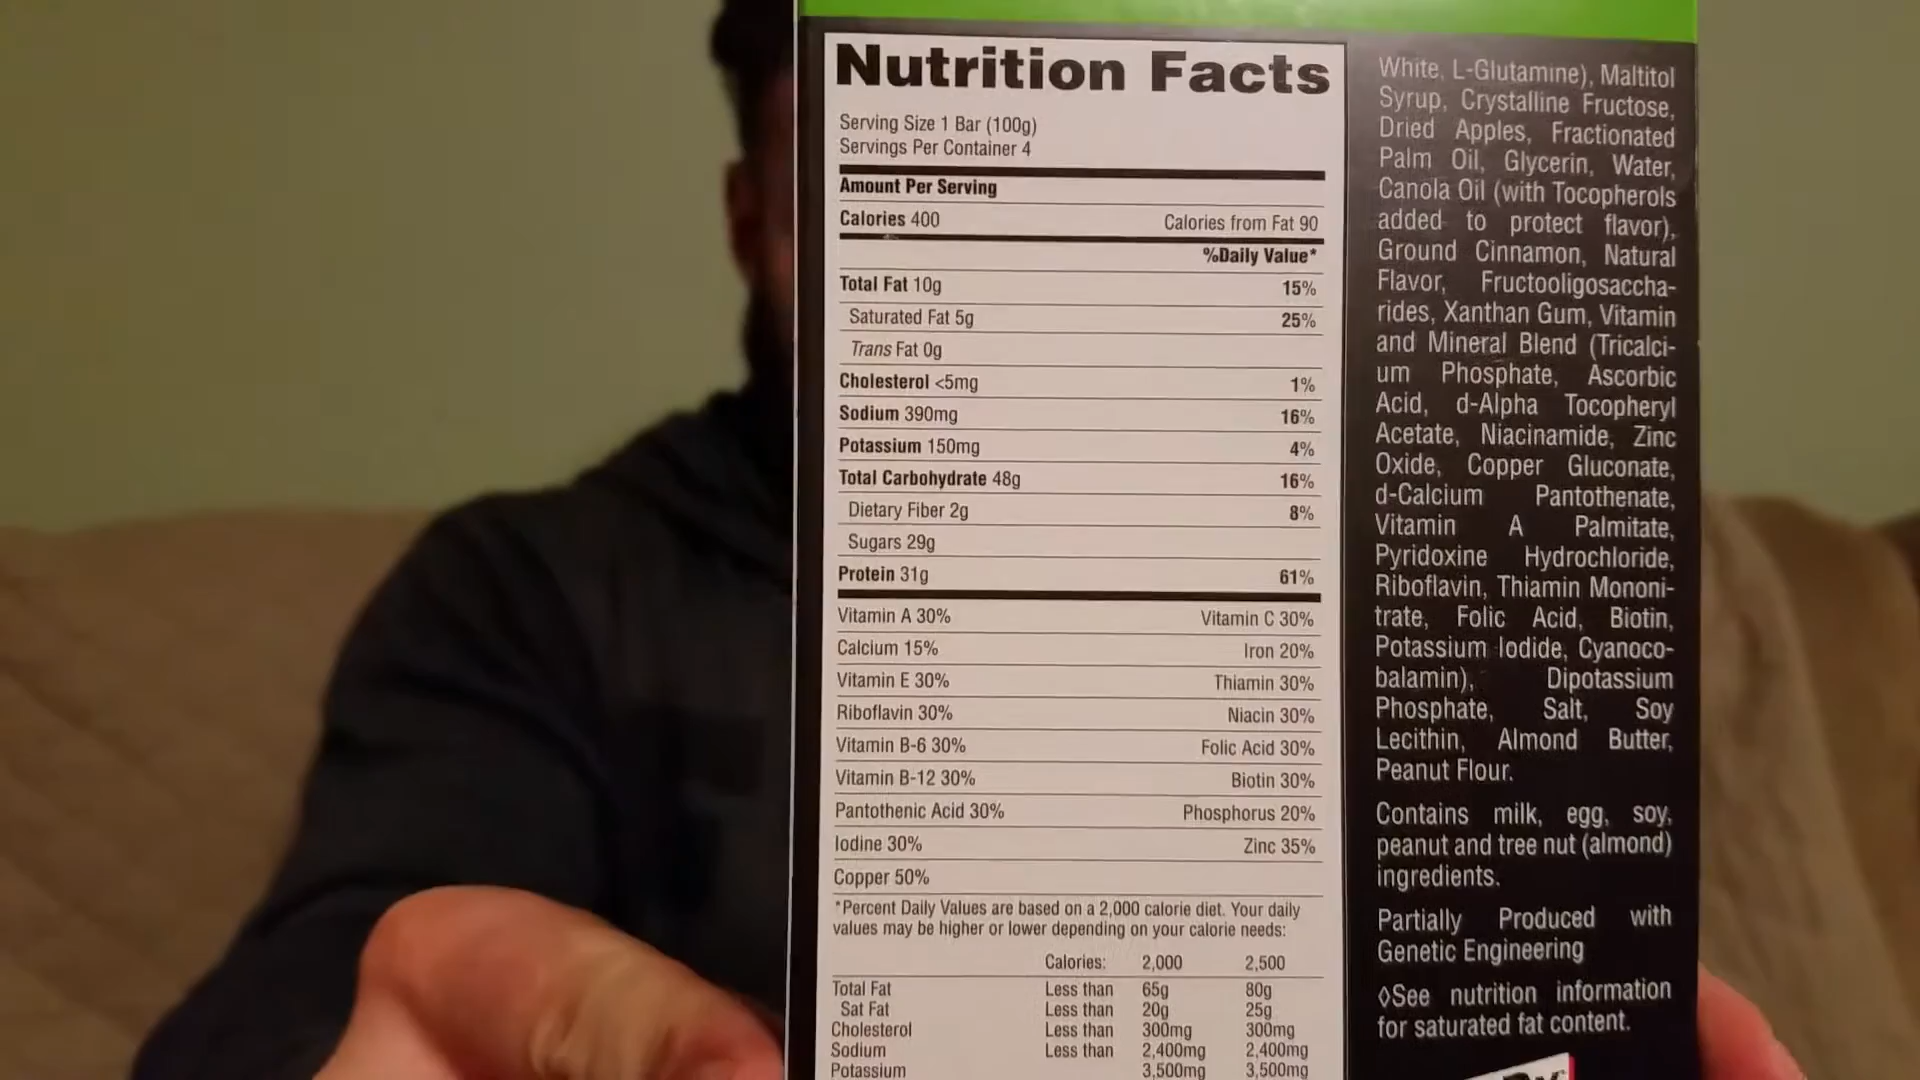 Nutrition Facts
Serving Size 1 Bar (100g)
Servings Per Container 4
Amount Per Serving
Calories 400 Calories from Fat 90
%Daily Value*
Total Fat 10g 15%
Saturated Fat 5g 25%
Trans Fat 0g
Cholesterol <5mg 1%
Sodium 390mg 16%
Potassium 150mg 4%
Total Carbohydrate 48g 16%
Dietary Fiber 2g 8%
Sugars 29g
Protein 31g 61%
Vitamin A 30% Vitamin C 30%
Calcium 15% Iron 20%
Vitamin E 30% Thiamin 30%
Riboflavin 30% Niacin 30%
Vitamin B-6 30% Folic Acid 30%
Vitamin B-12 30% Biotin 30%
Pantothenic Acid 30% Phosphorus 20%
Iodine 30% Zinc 35%
Copper 50%
*Percent Daily Values are based on a 2,000 calorie diet. Your daily
values may be higher or lower depending on your calorie needs:
Calories: 2,000 2,500
Total Fat Less than 65g 80g
Sat Fat Less than 20g 25g
Cholesterol Less than 300mg 300mg
Sodium Less than 2,400mg 2,400mg
Potassium 3,500mg 3,500mg
White, L-Glutamine), Maltitol
Syrup, Crystalline Fructose,
Dried Apples, Fractionated
Palm Oil, Glycerin, Water,
Canola Oil (with Tocopherols
added to protect flavor),
Ground Cinnamon, Natural
Flavor, Fructooligosaccha-
rides, Xanthan Gum, Vitamin
and Mineral Blend (Tricalci-
um Phosphate, Ascorbic
Acid, d-Alpha Tocopheryl
Acetate, Niacinamide, Zinc
Oxide, Copper Gluconate,
d-Calcium Pantothenate,
Vitamin A Palmitate,
Pyridoxine Hydrochloride,
Riboflavin, Thiamin Mononi-
trate, Folic Acid, Biotin,
Potassium Iodide, Cyanoco-
balamin), Dipotassium
Phosphate, Salt, Soy
Lecithin, Almond Butter,
Peanut Flour.
Contains milk, egg, soy,
peanut and tree nut (almond)
ingredients.
Partially Produced with
Genetic Engineering
◊See nutrition information
for saturated fat content.